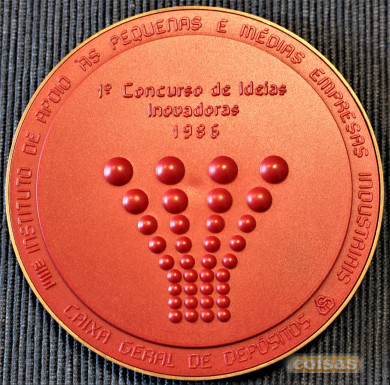 1º Concurso de Ideias
Inovadoras
1986
INSTITUTO DE APOIO ÀS PEQUENAS E MÉDIAS EMPRESAS INDUSTRIAIS
CAIXA GERAL DE DEPÓSITOS
coisas